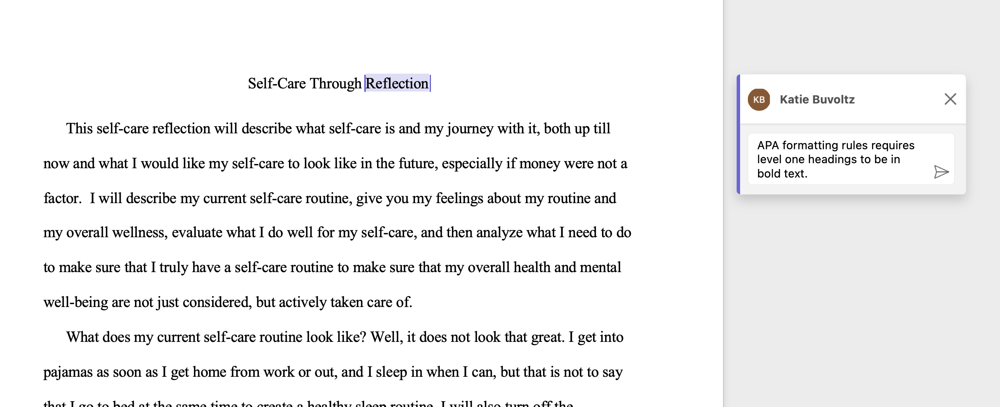 Self-Care Through Reflection
This self-care reflection will describe what self-care is and my journey with it, both up till
now and what I would like my self-care to look like in the future, especially if money were not a
factor.  I will describe my current self-care routine, give you my feelings about my routine and
my overall wellness, evaluate what I do well for my self-care, and then analyze what I need to do
to make sure that I truly have a self-care routine to make sure that my overall health and mental
well-being are not just considered, but actively taken care of.
What does my current self-care routine look like? Well, it does not look that great. I get into
pajamas as soon as I get home from work or out, and I sleep in when I can, but that is not to say
that I go to bed at the same time to create a healthy sleep routine. I will also turn off the
KB Katie Buvoltz
APA formatting rules requires
level one headings to be in
bold text.